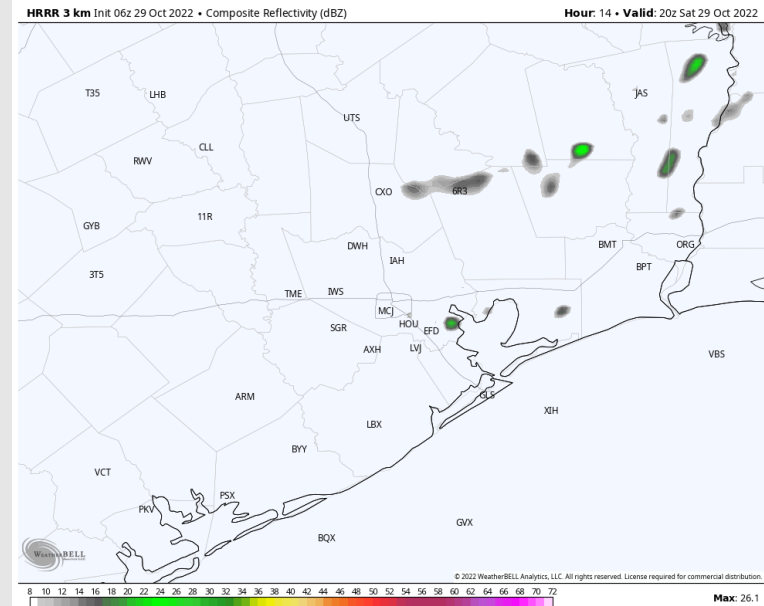 HRRR 3 km Init 06z 29 Oct 2022 • Composite Reflectivity (dBZ)
Hour: 14 • Valid: 20z Sat 29 Oct 2022
JAS
T35
LHB
UTS
CLL
RWV
6R3
CXO
11R
GYB
DWH
BMT
ORG
IAH
BPT
3T5
TME
IWS
MCJ
HOU
SGR
EFD
AXH
LVJ
VBS
ARM
GLS
XIH
LBX
BYY
VCT
PSX
PKV
GVX
BQX
WEATHERBELL
© 2022 WeatherBELL Analytics, LLC. All rights reserved. License required for commercial distribution.
8 10 12 14 16 18 20 22 24 26 28 30 32 34 36 38 40 42 44 46 48 50 52 54 56 58 60 62 64 66 68 70 72
Max: 26.1